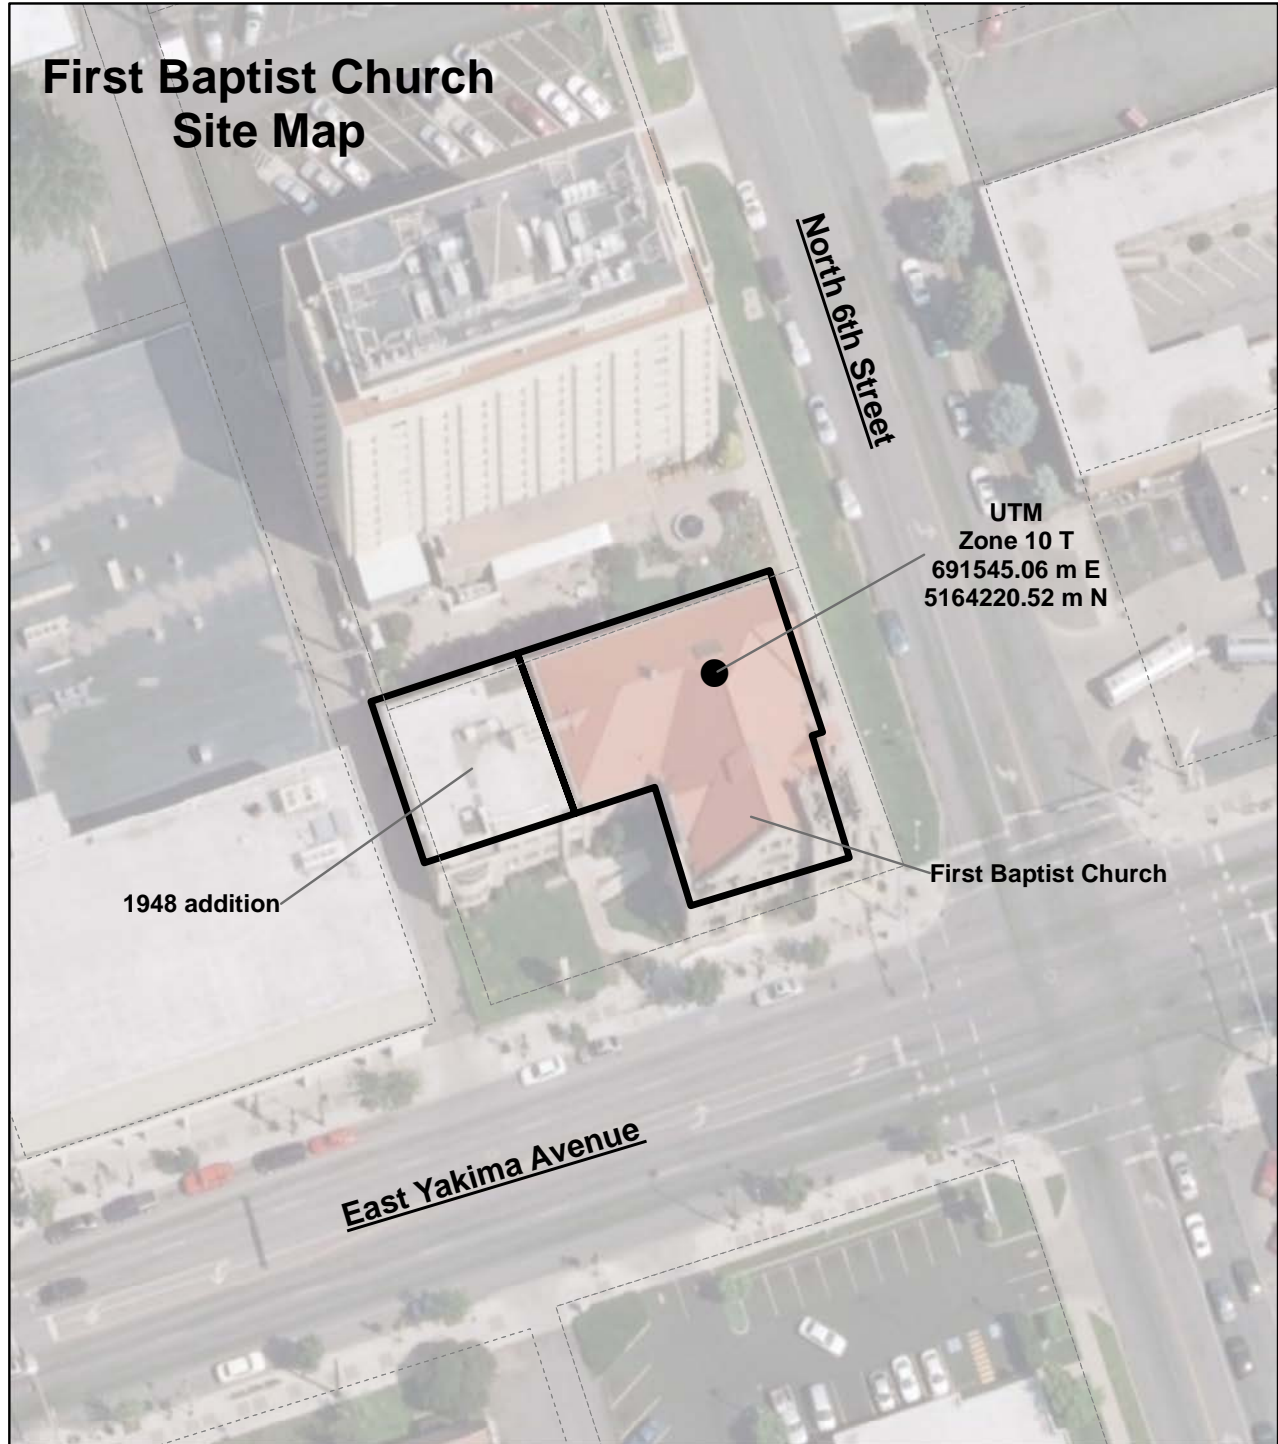 First Baptist Church
Site Map
North 6th Street
UTM
Zone 10 T
691545.06 m E
5164220.52 m N
First Baptist Church
1948 addition
East Yakima Avenue